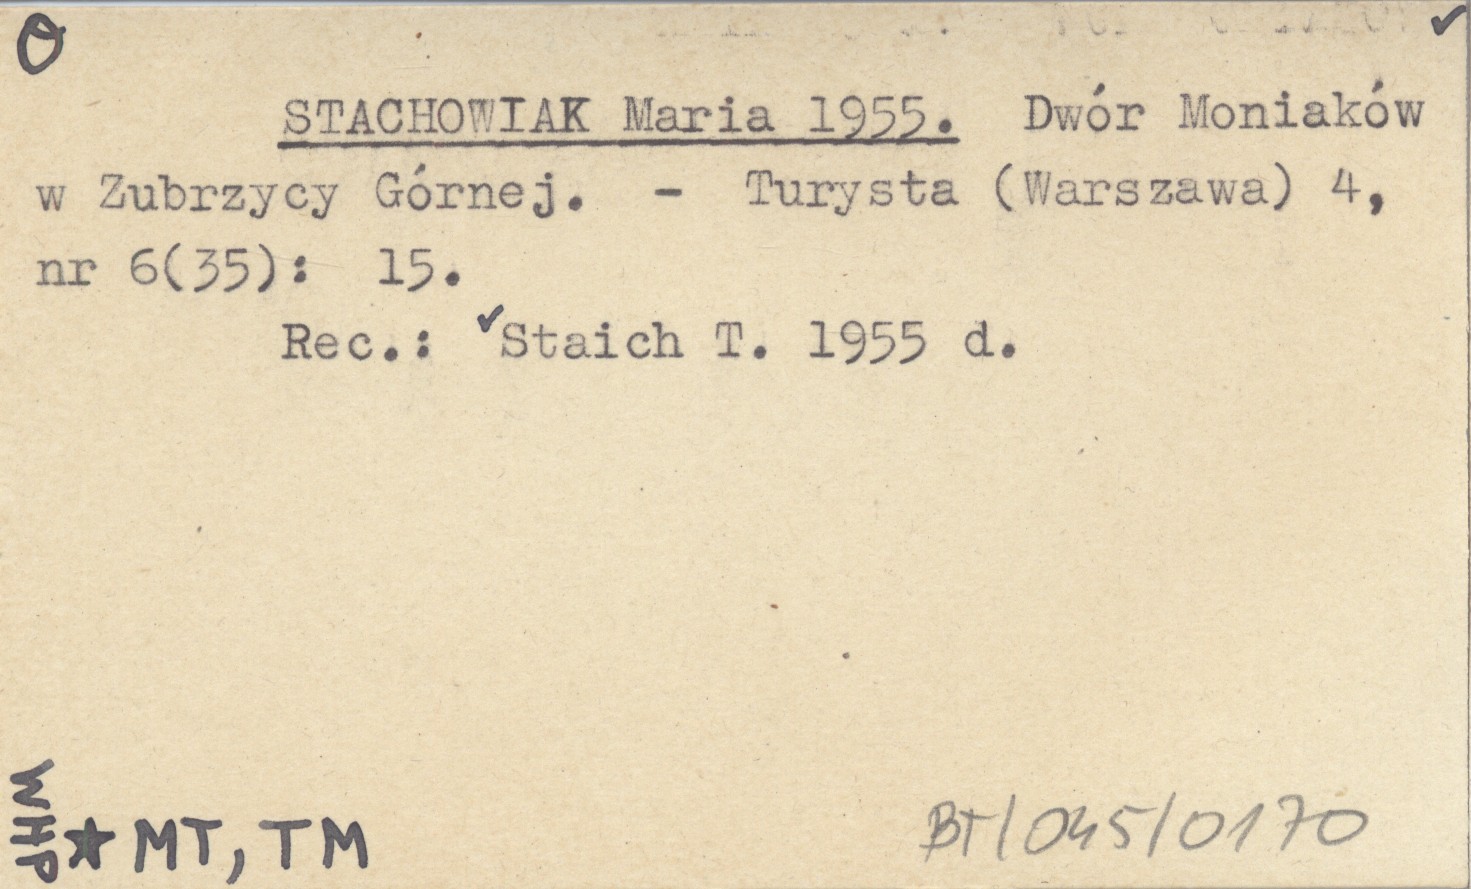 O ✓
STACHOWIAK Maria 1955. Dwór Moniaków
w Zubrzycy Górnej. - Turysta (Warszawa) 4,
nr 6(35): 15.
Rec.: ✓Staich T. 1955 d.
WHP
★ MT, TM
BT/045/0170